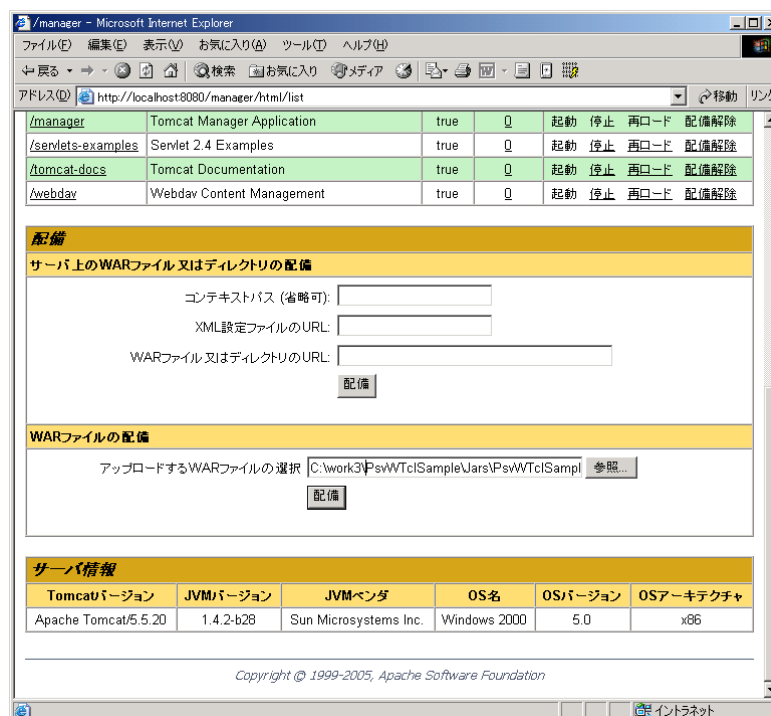 /manager - Microsoft Internet Explorer
ファイル(F) 編集(E) 表示(V) お気に入り(A) ツール(T) ヘルプ(H)
戻る 検索 お気に入り メディア
アドレス(D) http://localhost:8080/manager/html/list 移動
/manager Tomcat Manager Application true 0 起動 停止 再ロード 配備解除
/servlets-examples Servlet 2.4 Examples true 0 起動 停止 再ロード 配備解除
/tomcat-docs Tomcat Documentation true 0 起動 停止 再ロード 配備解除
/webdav Webdav Content Management true 0 起動 停止 再ロード 配備解除
配備
サーバ上のWARファイル又はディレクトリの配備
コンテキストパス (省略可):
XML設定ファイルのURL:
WARファイル又はディレクトリのURL:
配備
WARファイルの配備
アップロードするWARファイルの選択 C:\work3\PsvWTclSample\Jars\PsvWTclSampl 参照...
配備
サーバ情報
Tomcatバージョン JVMバージョン JVMベンダ OS名 OSバージョン OSアーキテクチャ
Apache Tomcat/5.5.20 1.4.2-b28 Sun Microsystems Inc. Windows 2000 5.0 x86
Copyright © 1999-2005, Apache Software Foundation
イントラネット